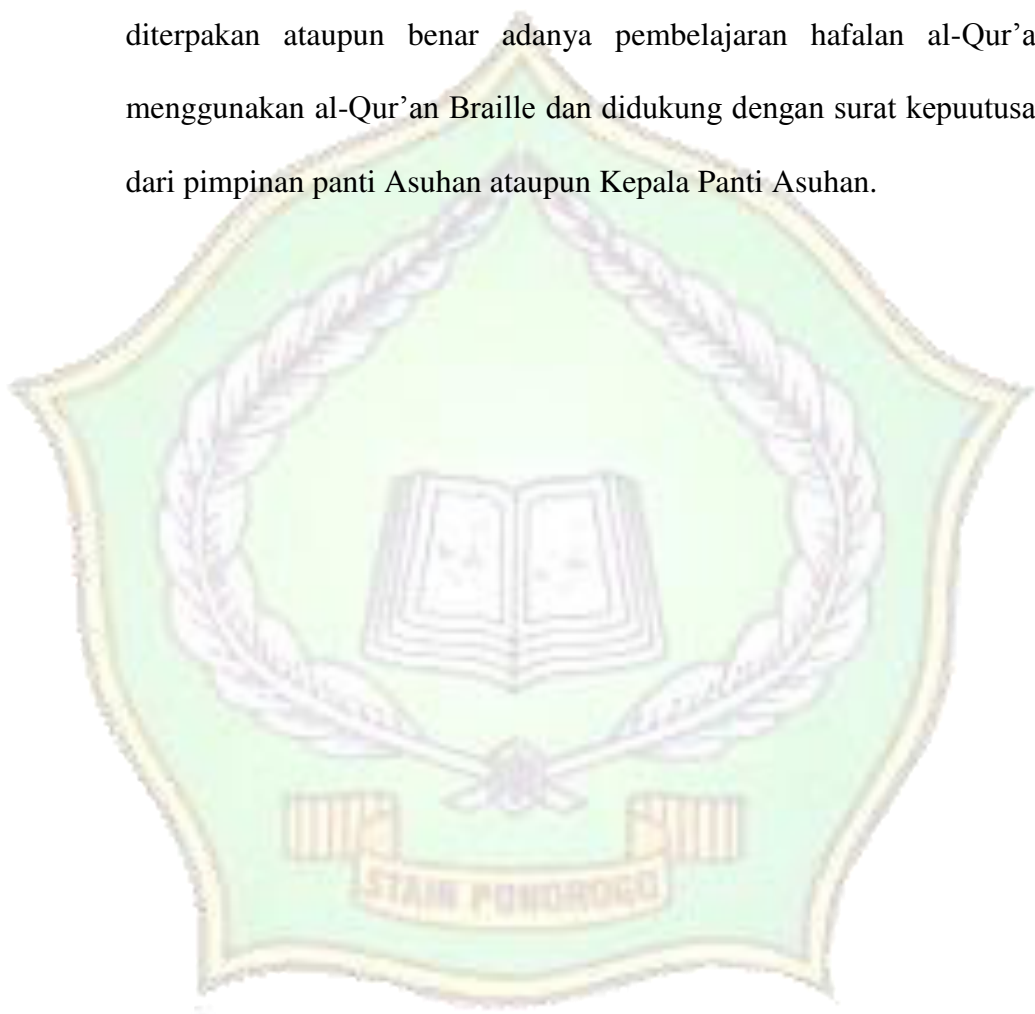 diterpakan ataupun benar adanya pembelajaran hafalan al-Qur’a
menggunakan al-Qur’an Braille dan didukung dengan surat kepuutusa
dari pimpinan panti Asuhan ataupun Kepala Panti Asuhan.
STAIN PONOROGO